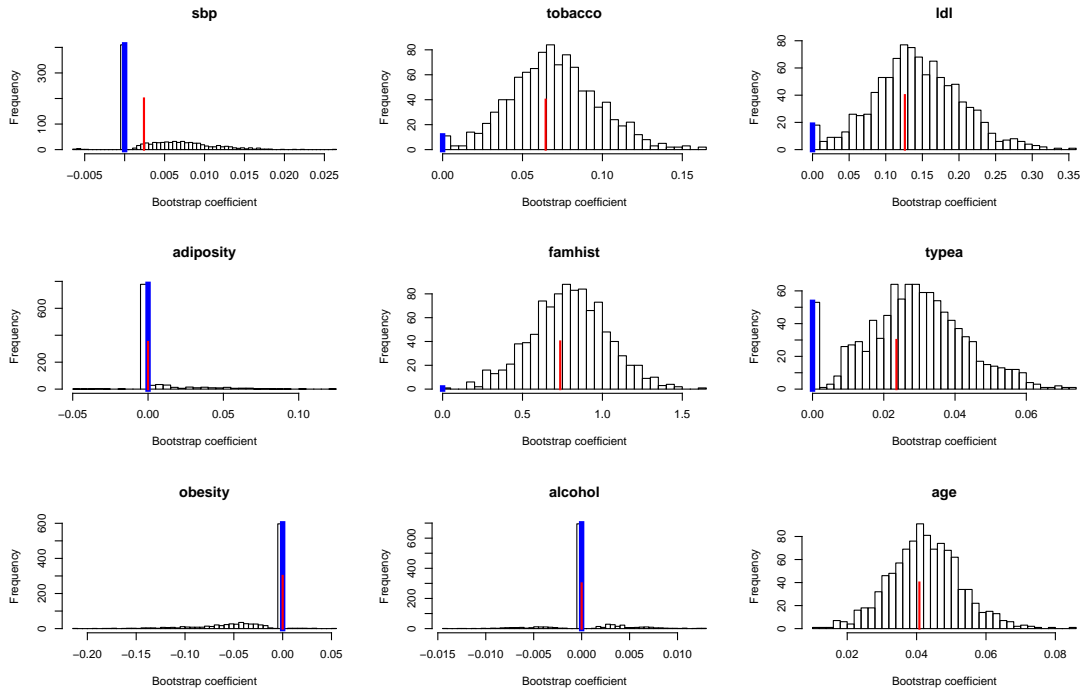 sbp
Frequency
0 100 300
−0.005 0.000 0.005 0.010 0.015 0.020 0.025
Bootstrap coefficient
tobacco
Frequency
0 20 40 60 80
0.00 0.05 0.10 0.15
Bootstrap coefficient
ldl
Frequency
0 20 40 60 80
0.00 0.05 0.10 0.15 0.20 0.25 0.30 0.35
Bootstrap coefficient
adiposity
Frequency
0 200 600
−0.05 0.00 0.05 0.10
Bootstrap coefficient
famhist
Frequency
0 20 40 60 80
0.0 0.5 1.0 1.5
Bootstrap coefficient
typea
Frequency
0 20 40 60
0.00 0.02 0.04 0.06
Bootstrap coefficient
obesity
Frequency
0 200 400 600
−0.20 −0.15 −0.10 −0.05 0.00 0.05
Bootstrap coefficient
alcohol
Frequency
0 200 400 600
−0.015 −0.010 −0.005 0.000 0.005 0.010
Bootstrap coefficient
age
Frequency
0 20 40 60 80
0.02 0.04 0.06 0.08
Bootstrap coefficient